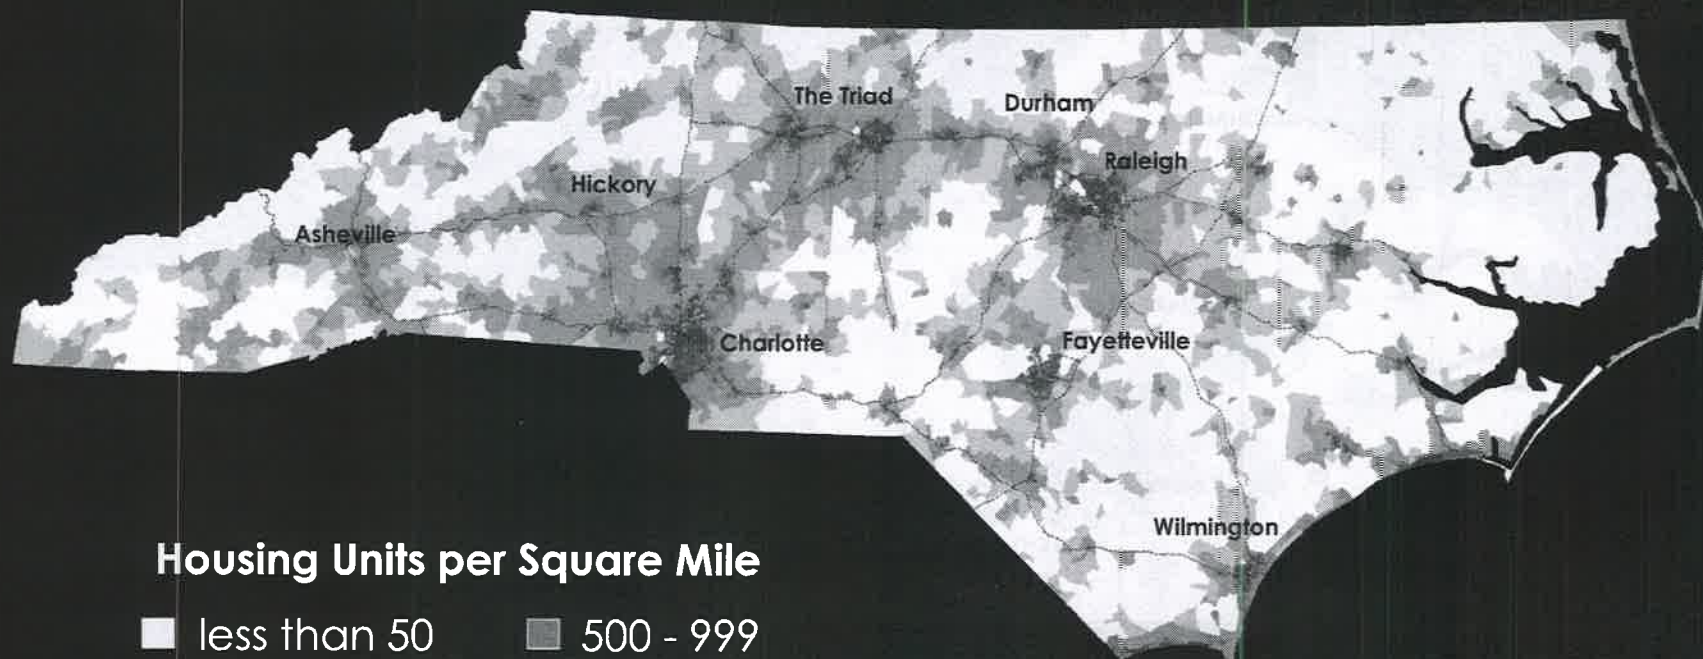 The Triad
Durham
Raleigh
Hickory
Asheville
Charlotte
Fayetteville
Wilmington
Housing Units per Square Mile
less than 50
500 - 999